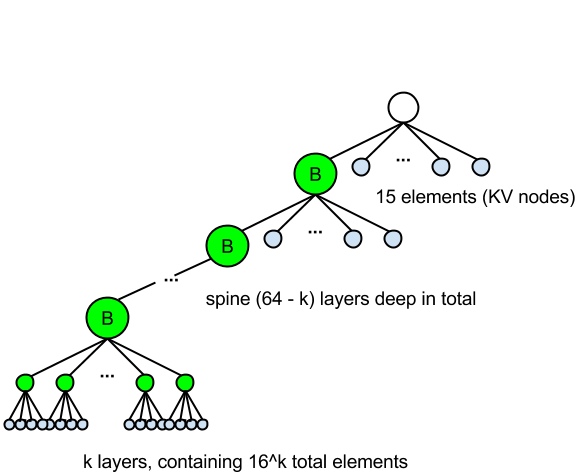 B
...
15 elements (KV nodes)
B
...
...
spine (64 - k) layers deep in total
B
...
k layers, containing 16^k total elements